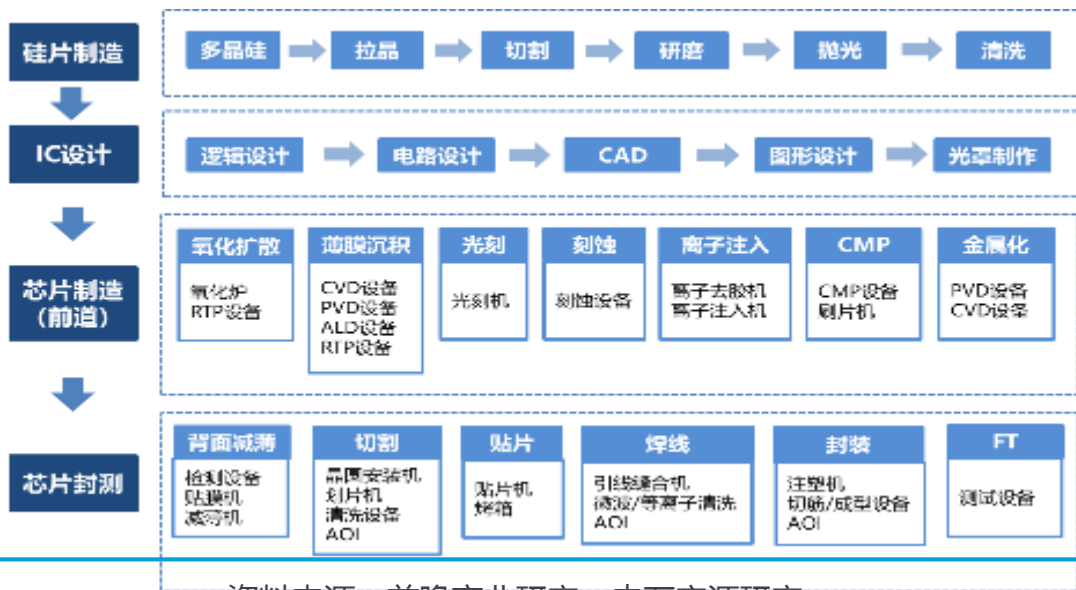 硅片制造
多晶硅
拉晶
切割
研磨
抛光
清洗
IC设计
逻辑设计
电路设计
CAD
图形设计
光罩制作
芯片制造
(前道)
氧化扩散
氧化炉
RTP设备
薄膜沉积
CVD设备
PVD设备
ALD设备
RTP设备
光刻
光刻机
刻蚀
刻蚀设备
离子注入
离子去胶机
离子注入机
CMP
CMP设备
刷片机
金属化
PVD设备
CVD设备
芯片封测
背面减薄
检测设备
贴膜机
减薄机
切割
晶圆安装机
划片机
清洗设备
AOI
贴片
贴片机
烤箱
焊线
引线缝合机
微波/等离子清洗
AOI
封装
注塑机
切筋/成型设备
AOI
FT
测试设备